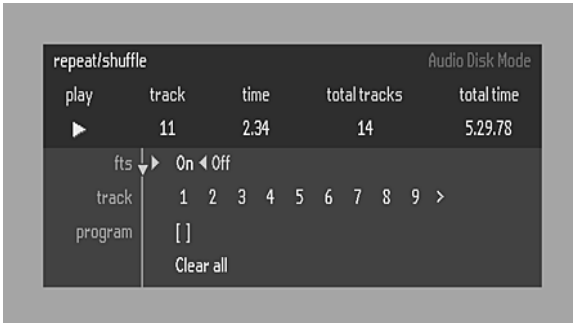 repeat/shuffle Audio Disk Mode
play track time total tracks total time
11 2.34 14 5.29.78
fts On Off
track 1 2 3 4 5 6 7 8 9 >
program [ ]
Clear all